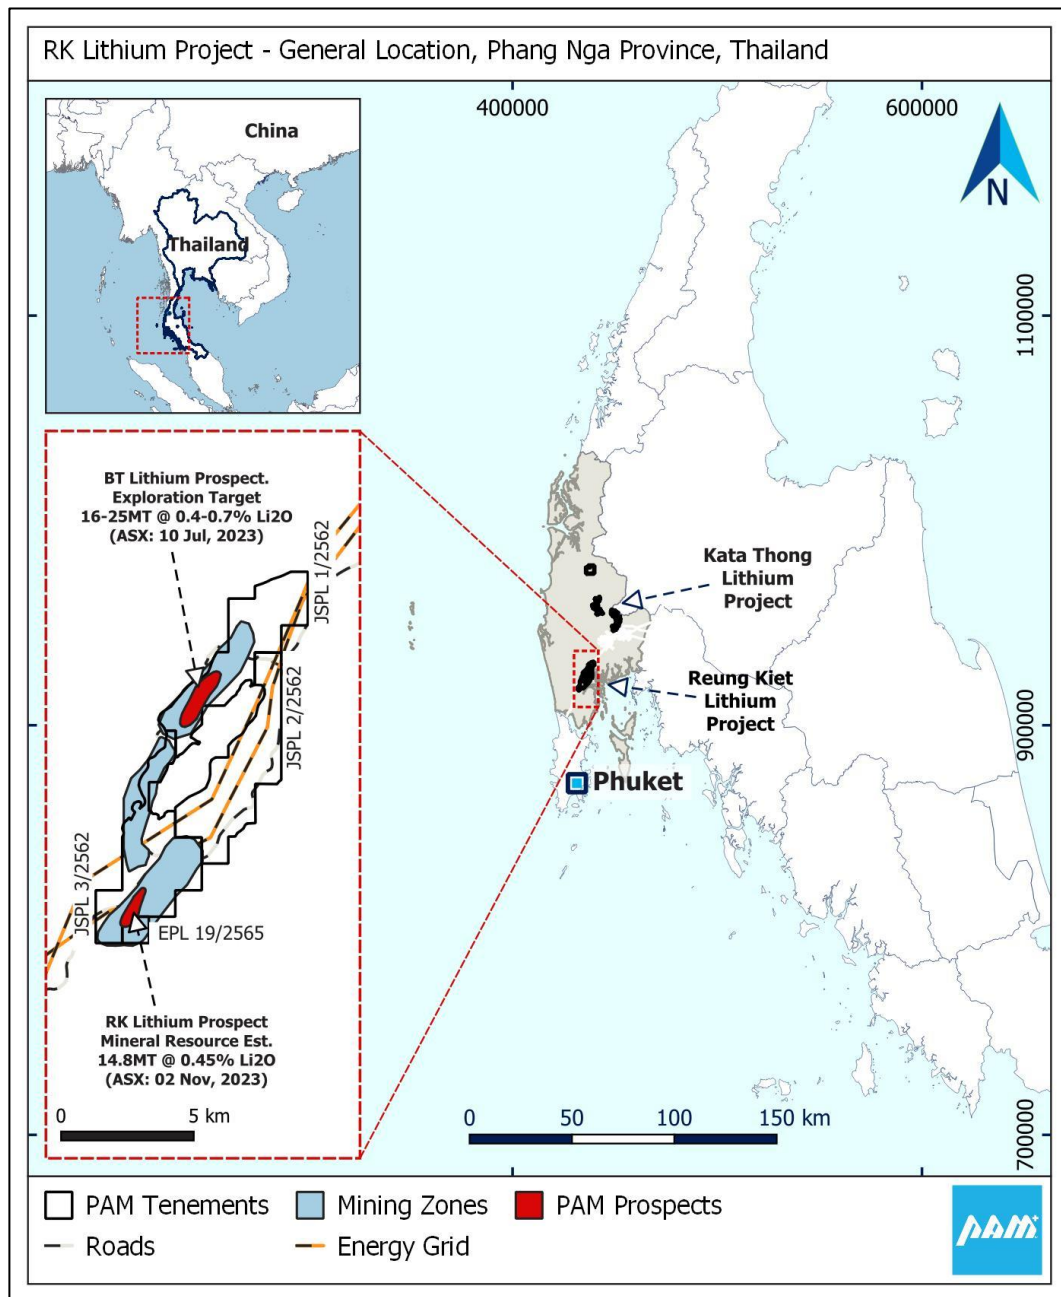 RK Lithium Project - General Location, Phang Nga Province, Thailand
400000
600000
China
Thailand
N
1100000
BT Lithium Prospect.
Exploration Target
16-25MT @ 0.4-0.7% Li2O
(ASX: 10 Jul, 2023)
JSPL 1/2562
JSPL 2/2562
JSPL 3/2562
EPL 19/2565
RK Lithium Prospect
Mineral Resource Est.
14.8MT @ 0.45% Li2O
(ASX: 02 Nov, 2023)
0 5 km
Kata Thong
Lithium
Project
Reung Kiet
Lithium
Project
900000
Phuket
0 50 100 150 km
700000
PAM Tenements Mining Zones PAM Prospects
Roads Energy Grid
PAM+